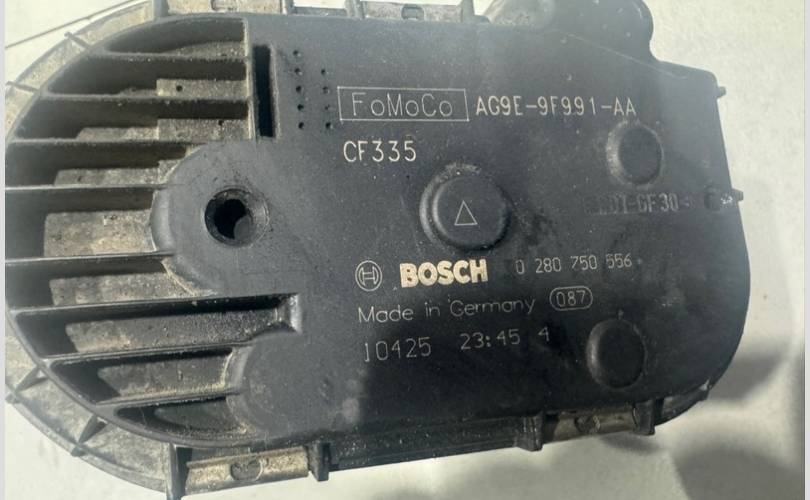 FoMoCo AG9E-9F991-AA
CF335
BOSCH 0 280 750 556
Made in Germany 087
10425 23:45 4